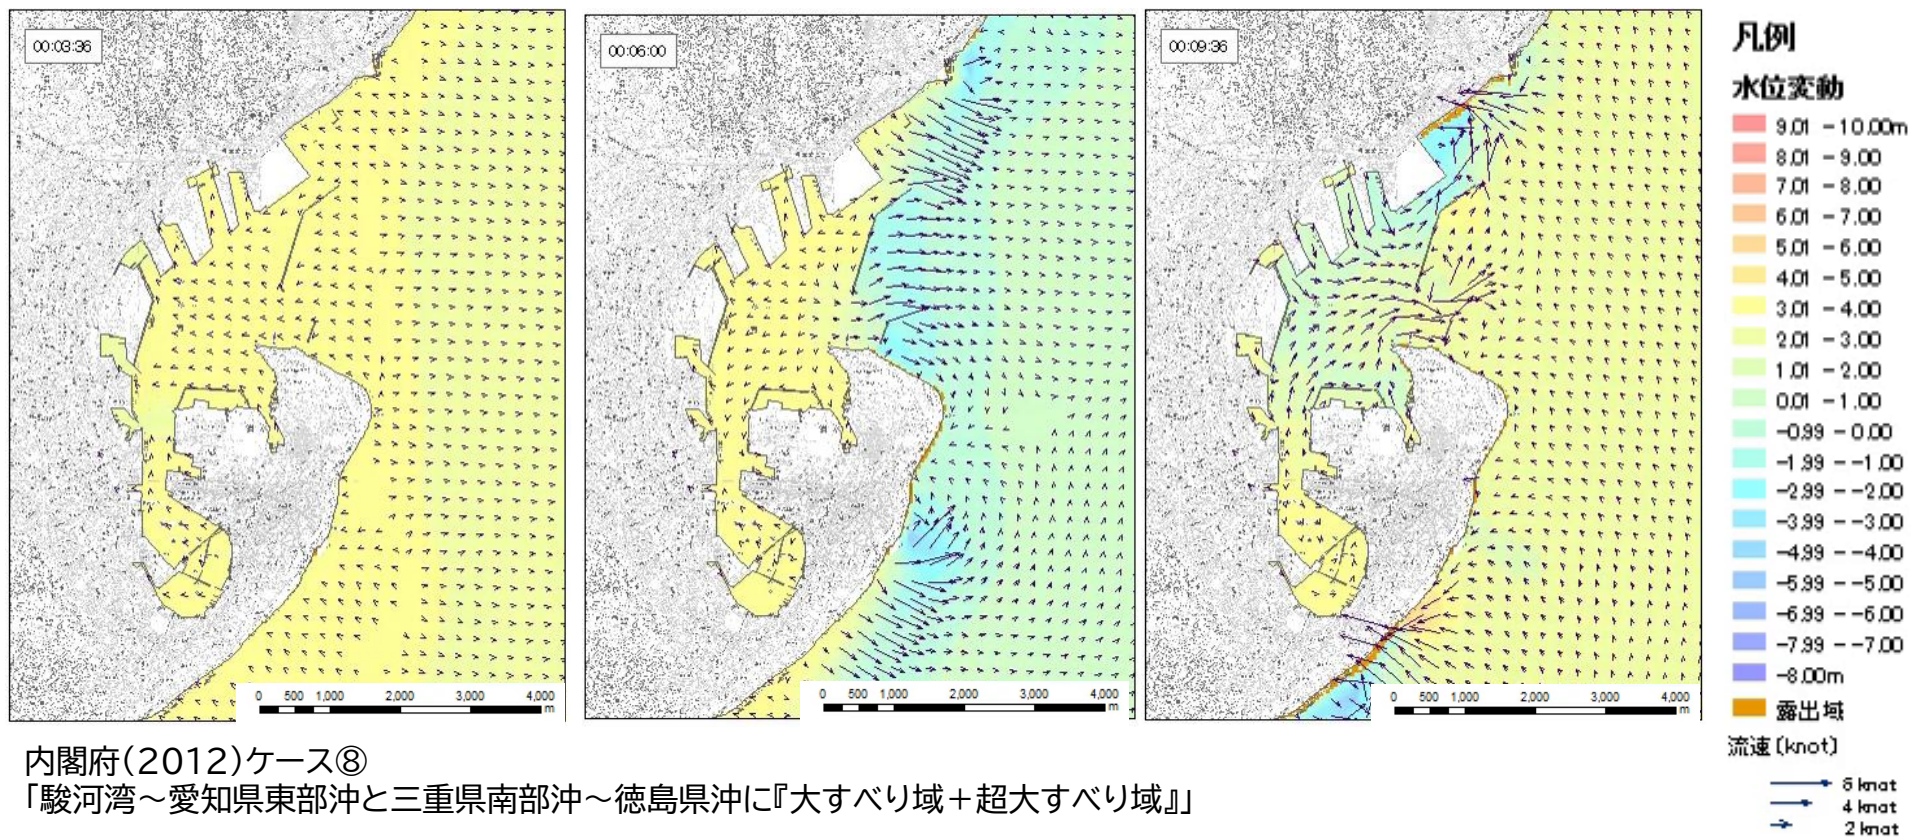 00:03:36
00:06:00
00:09:36
0 500 1,000 2,000 3,000 4,000
m
0 500 1,000 2,000 3,000 4,000
m
0 500 1,000 2,000 3,000 4,000
m
凡例
水位変動
9.01 - 10.00m
8.01 - 9.00
7.01 - 8.00
6.01 - 7.00
5.01 - 6.00
4.01 - 5.00
3.01 - 4.00
2.01 - 3.00
1.01 - 2.00
0.01 - 1.00
-0.99 - 0.00
-1.99 - -1.00
-2.99 - -2.00
-3.99 - -3.00
-4.99 - -4.00
-5.99 - -5.00
-6.99 - -6.00
-7.99 - -7.00
-8.00m
露出域
流速(knot)
6 knot
4 knot
2 knot
内閣府(2012)ケース⑧
「駿河湾~愛知県東部沖と三重県南部沖~徳島県沖に『大すべり域+超大すべり域』」